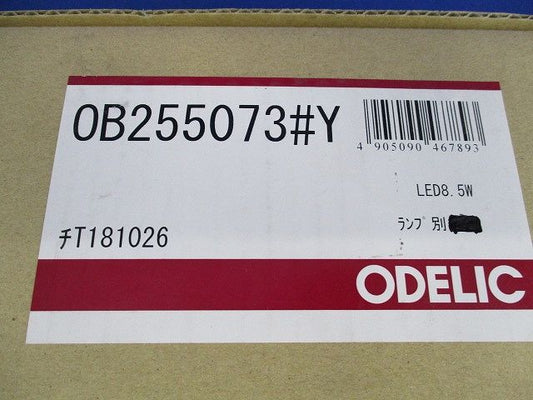 OB255073#Y
4 905090 467893
LED8.5W
ﾗﾝﾌﾟ 別
ﾁT181026
ODELIC